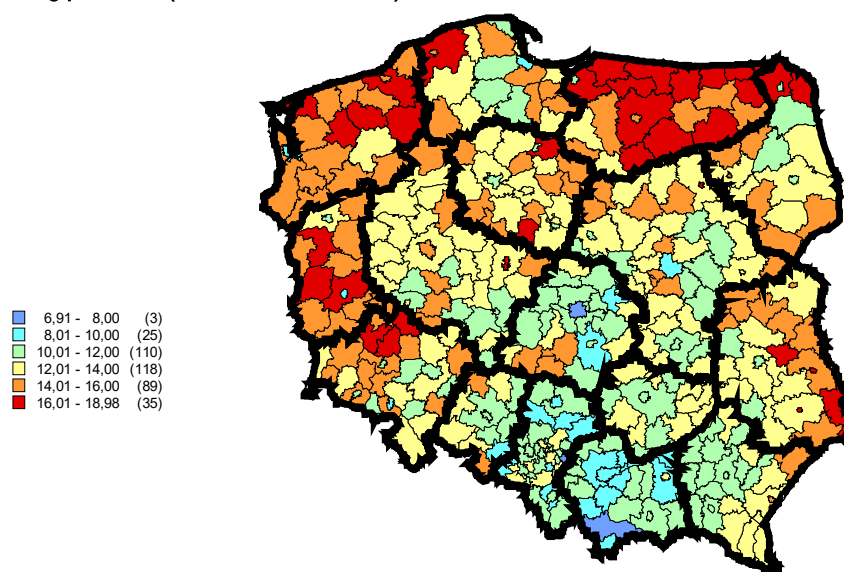 6,91 - 8,00 (3)
8,01 - 10,00 (25)
10,01 - 12,00 (110)
12,01 - 14,00 (118)
14,01 - 16,00 (89)
16,01 - 18,98 (35)